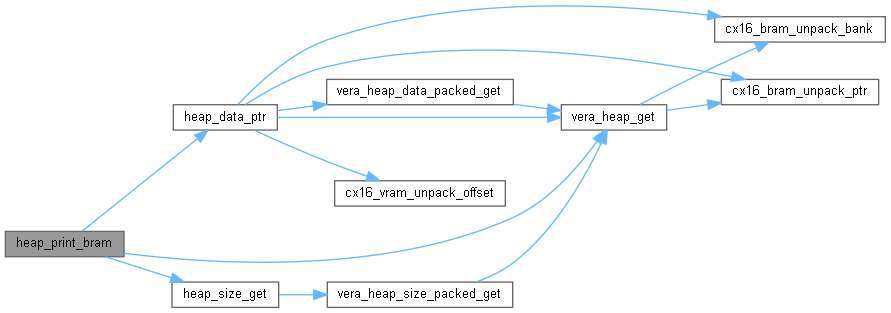 cx16_bram_unpack_bank
vera_heap_data_packed_get
cx16_bram_unpack_ptr
heap_data_ptr
vera_heap_get
cx16_vram_unpack_offset
heap_print_bram
heap_size_get
vera_heap_size_packed_get